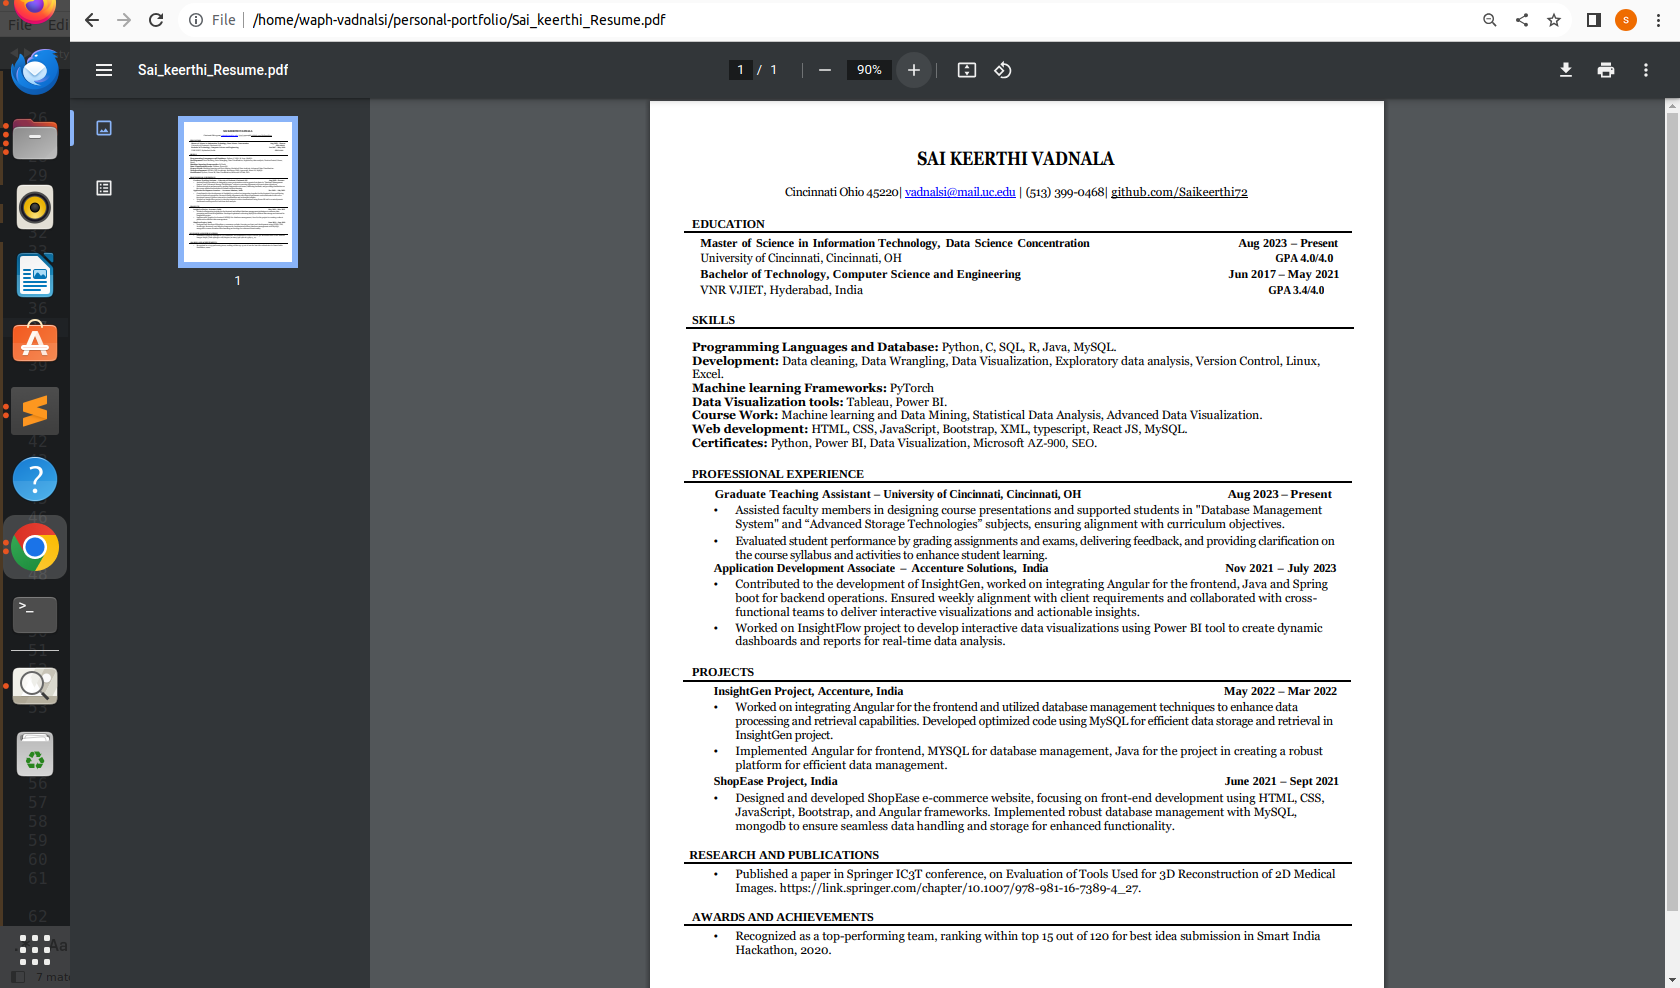 File Edi
File /home/waph-vadnalsi/personal-portfolio/Sai_keerthi_Resume.pdf
S
Sai_keerthi_Resume.pdf
1 / 1
90%
1
SAI KEERTHI VADNALA
Cincinnati Ohio 45220| vadnalsi@mail.uc.edu | (513) 399-0468| github.com/Saikeerthi72
EDUCATION
Master of Science in Information Technology, Data Science Concentration Aug 2023 – Present
University of Cincinnati, Cincinnati, OH GPA 4.0/4.0
Bachelor of Technology, Computer Science and Engineering Jun 2017 – May 2021
VNR VJIET, Hyderabad, India GPA 3.4/4.0
SKILLS
Programming Languages and Database: Python, C, SQL, R, Java, MySQL.
Development: Data cleaning, Data Wrangling, Data Visualization, Exploratory data analysis, Version Control, Linux,
Excel.
Machine learning Frameworks: PyTorch
Data Visualization tools: Tableau, Power BI.
Course Work: Machine learning and Data Mining, Statistical Data Analysis, Advanced Data Visualization.
Web development: HTML, CSS, JavaScript, Bootstrap, XML, typescript, React JS, MySQL.
Certificates: Python, Power BI, Data Visualization, Microsoft AZ-900, SEO.
PROFESSIONAL EXPERIENCE
Graduate Teaching Assistant – University of Cincinnati, Cincinnati, OH Aug 2023 – Present
• Assisted faculty members in designing course presentations and supported students in "Database Management
System" and “Advanced Storage Technologies” subjects, ensuring alignment with curriculum objectives.
• Evaluated student performance by grading assignments and exams, delivering feedback, and providing clarification on
the course syllabus and activities to enhance student learning.
Application Development Associate – Accenture Solutions, India Nov 2021 – July 2023
• Contributed to the development of InsightGen, worked on integrating Angular for the frontend, Java and Spring
boot for backend operations. Ensured weekly alignment with client requirements and collaborated with cross-
functional teams to deliver interactive visualizations and actionable insights.
• Worked on InsightFlow project to develop interactive data visualizations using Power BI tool to create dynamic
dashboards and reports for real-time data analysis.
PROJECTS
InsightGen Project, Accenture, India May 2022 – Mar 2022
• Worked on integrating Angular for the frontend and utilized database management techniques to enhance data
processing and retrieval capabilities. Developed optimized code using MySQL for efficient data storage and retrieval in
InsightGen project.
• Implemented Angular for frontend, MYSQL for database management, Java for the project in creating a robust
platform for efficient data management.
ShopEase Project, India June 2021 – Sept 2021
• Designed and developed ShopEase e-commerce website, focusing on front-end development using HTML, CSS,
JavaScript, Bootstrap, and Angular frameworks. Implemented robust database management with MySQL,
mongodb to ensure seamless data handling and storage for enhanced functionality.
RESEARCH AND PUBLICATIONS
• Published a paper in Springer IC3T conference, on Evaluation of Tools Used for 3D Reconstruction of 2D Medical
Images. https://link.springer.com/chapter/10.1007/978-981-16-7389-4_27.
AWARDS AND ACHIEVEMENTS
• Recognized as a top-performing team, ranking within top 15 out of 120 for best idea submission in Smart India
Hackathon, 2020.
29
36
39
42
56
57
58
59
60
61
62
Aa
7 mat